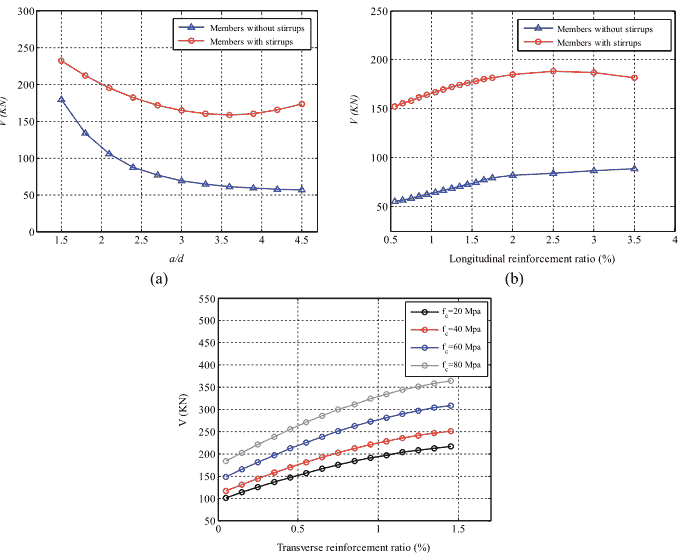 300
250
200
150
100
50
0
V (KN)
1.5 2 2.5 3 3.5 4 4.5
a/d
Members without stirrups
Members with stirrups
(a)
250
200
150
100
50
V (KN)
0.5 1 1.5 2 2.5 3 3.5 4
Longitudinal reinforcement ratio (%)
Members without stirrups
Members with stirrups
(b)
550
500
450
400
350
300
250
200
150
100
50
V (KN)
0 0.5 1 1.5
Transverse reinforcement ratio (%)
fc=20 Mpa
fc=40 Mpa
fc=60 Mpa
fc=80 Mpa